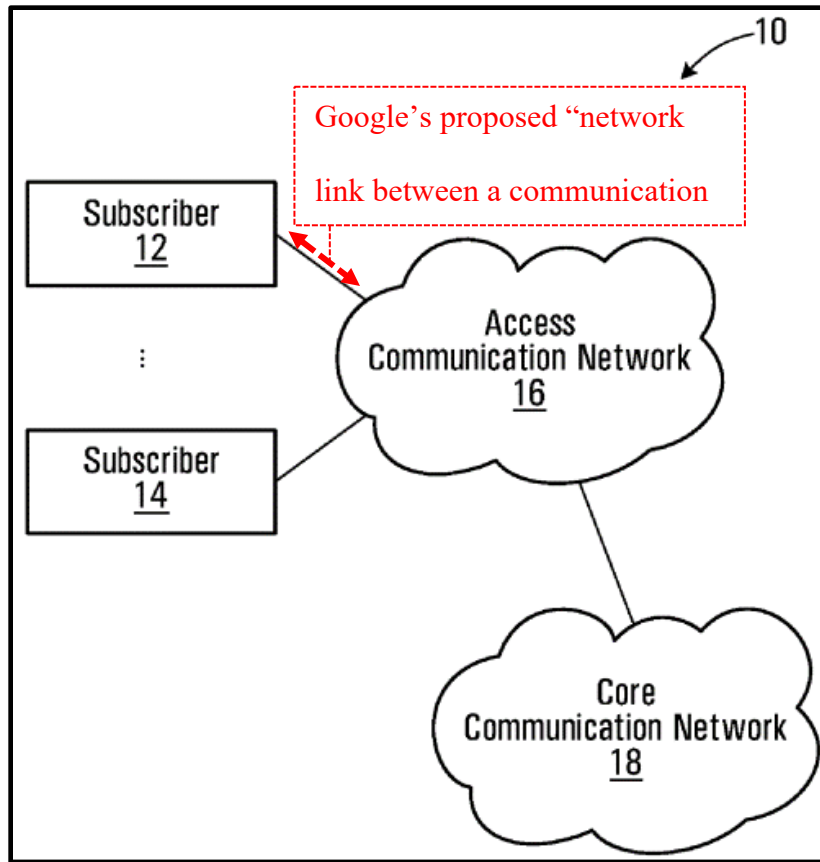 10
Google's proposed “network
link between a communication
Subscriber
12
⋮
Subscriber
14
Access
Communication Network
16
Core
Communication Network
18